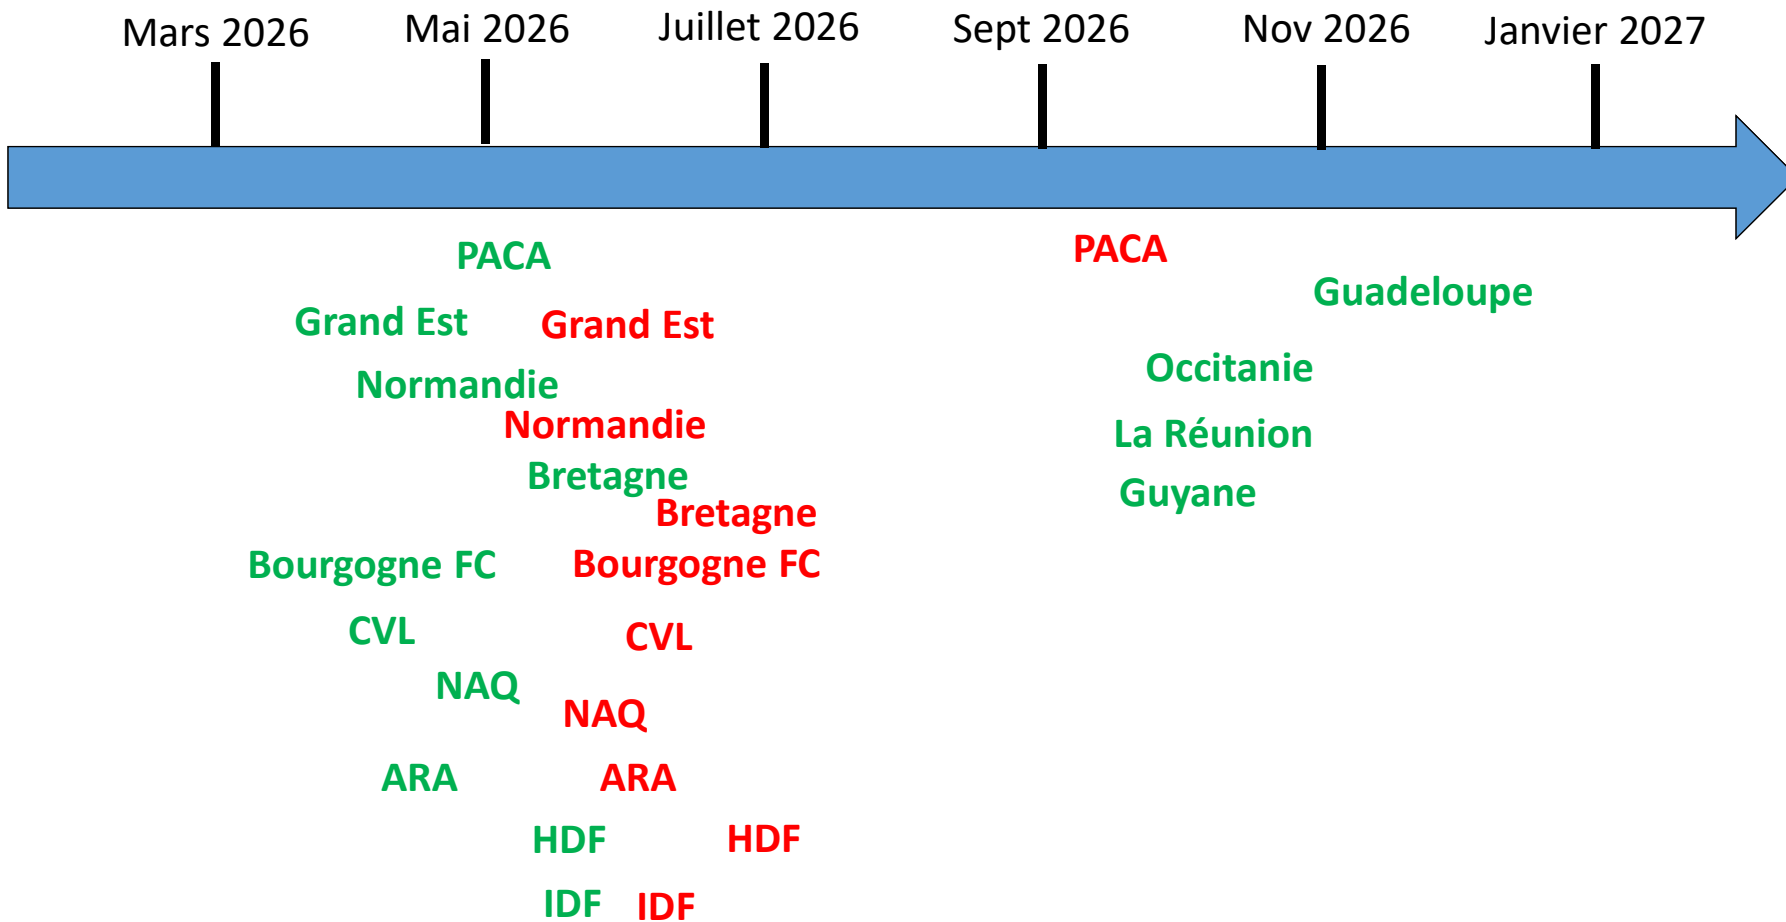 Mars 2026
Mai 2026
Juillet 2026
Sept 2026
Nov 2026
Janvier 2027
PACA
PACA
Guadeloupe
Grand Est
Grand Est
Occitanie
Normandie
Normandie
La Réunion
Bretagne
Guyane
Bretagne
Bourgogne FC
Bourgogne FC
CVL
CVL
NAQ
NAQ
ARA
ARA
HDF
HDF
IDF
IDF